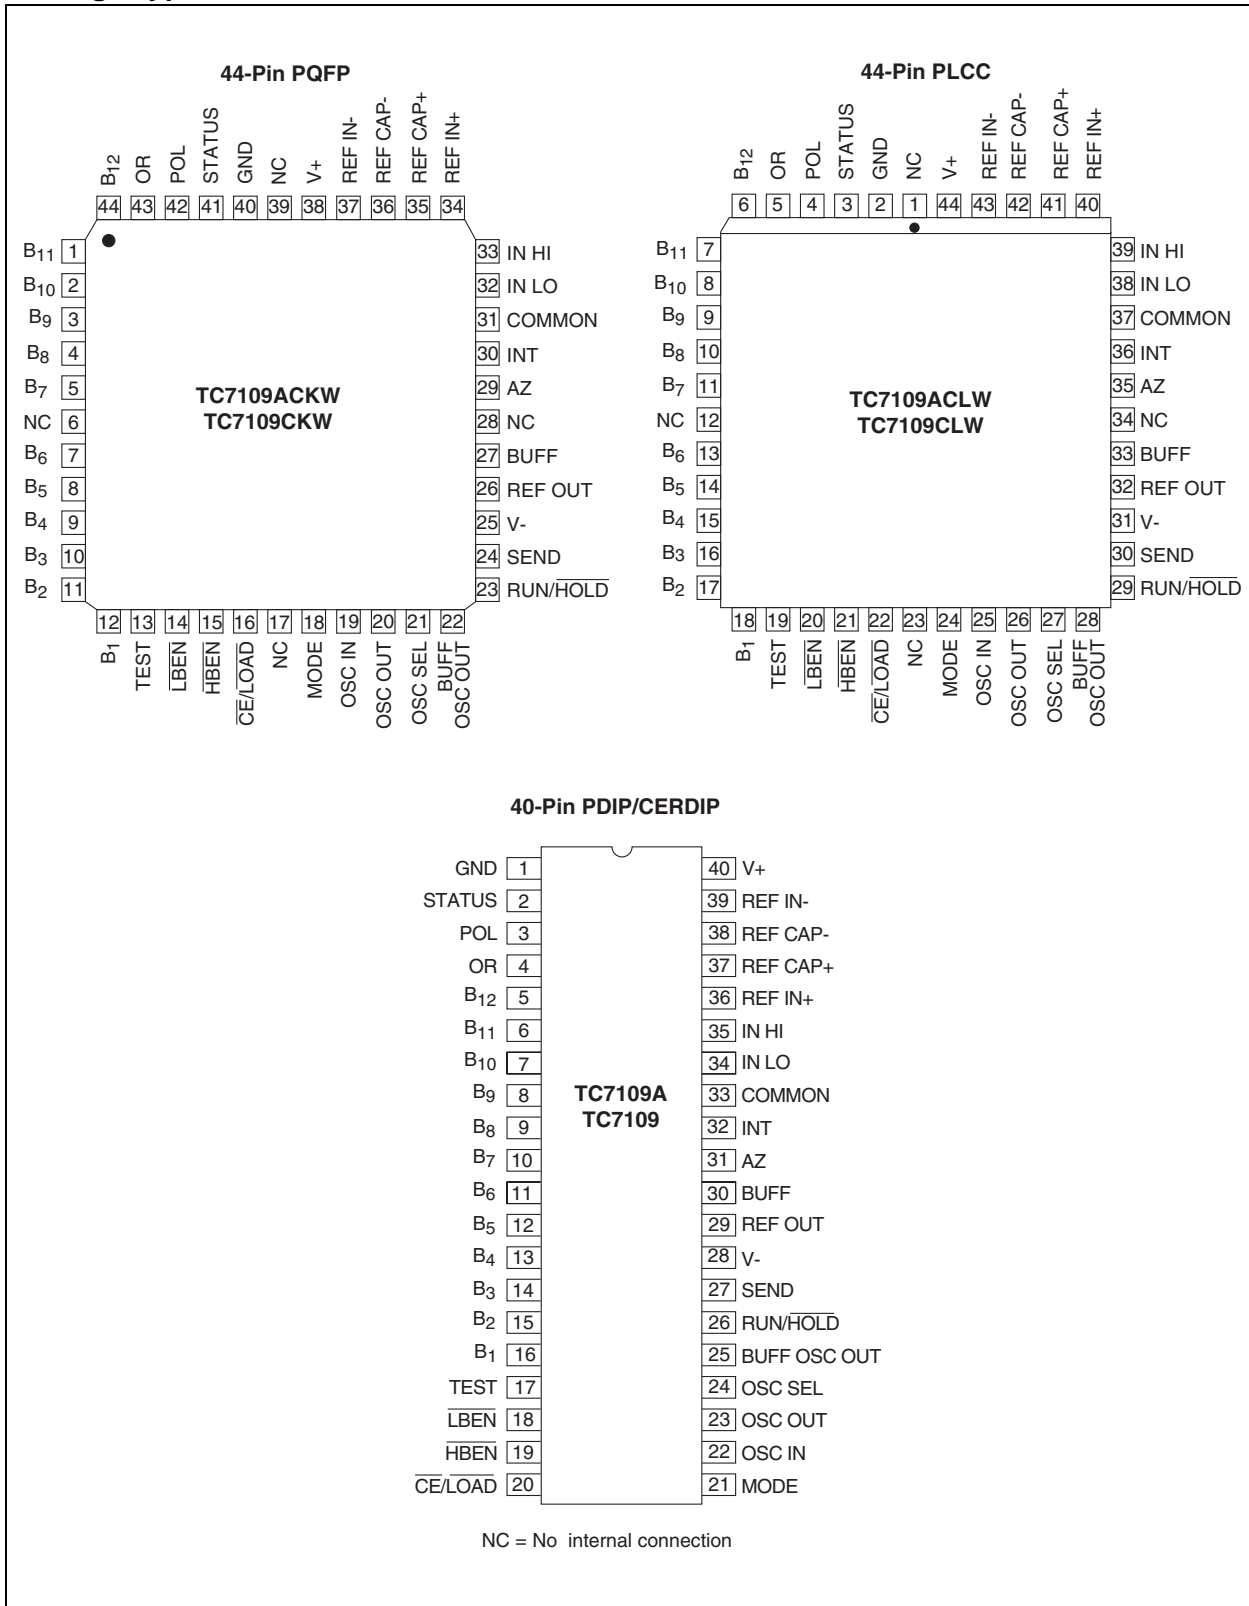 44-Pin PQFP
B12 OR POL STATUS GND NC V+ REF IN- REF CAP- REF CAP+ REF IN+
44 43 42 41 40 39 38 37 36 35 34
B11 1
B10 2
B9 3
B8 4
B7 5
NC 6
B6 7
B5 8
B4 9
B3 10
B2 11
TC7109ACKW
TC7109CKW
33 IN HI
32 IN LO
31 COMMON
30 INT
29 AZ
28 NC
27 BUFF
26 REF OUT
25 V-
24 SEND
23 RUN/HOLD
12 13 14 15 16 17 18 19 20 21 22
B1 TEST LBEN HBEN CE/LOAD NC MODE OSC IN OSC OUT OSC SEL BUFF OSC OUT
44-Pin PLCC
B12 OR POL STATUS GND NC V+ REF IN- REF CAP- REF CAP+ REF IN+
6 5 4 3 2 1 44 43 42 41 40
B11 7
B10 8
B9 9
B8 10
B7 11
NC 12
B6 13
B5 14
B4 15
B3 16
B2 17
TC7109ACLW
TC7109CLW
39 IN HI
38 IN LO
37 COMMON
36 INT
35 AZ
34 NC
33 BUFF
32 REF OUT
31 V-
30 SEND
29 RUN/HOLD
18 19 20 21 22 23 24 25 26 27 28
B1 TEST LBEN HBEN CE/LOAD NC MODE OSC IN OSC OUT OSC SEL BUFF OSC OUT
40-Pin PDIP/CERDIP
GND 1
STATUS 2
POL 3
OR 4
B12 5
B11 6
B10 7
B9 8
B8 9
B7 10
B6 11
B5 12
B4 13
B3 14
B2 15
B1 16
TEST 17
LBEN 18
HBEN 19
CE/LOAD 20
TC7109A
TC7109
40 V+
39 REF IN-
38 REF CAP-
37 REF CAP+
36 REF IN+
35 IN HI
34 IN LO
33 COMMON
32 INT
31 AZ
30 BUFF
29 REF OUT
28 V-
27 SEND
26 RUN/HOLD
25 BUFF OSC OUT
24 OSC SEL
23 OSC OUT
22 OSC IN
21 MODE
NC = No internal connection